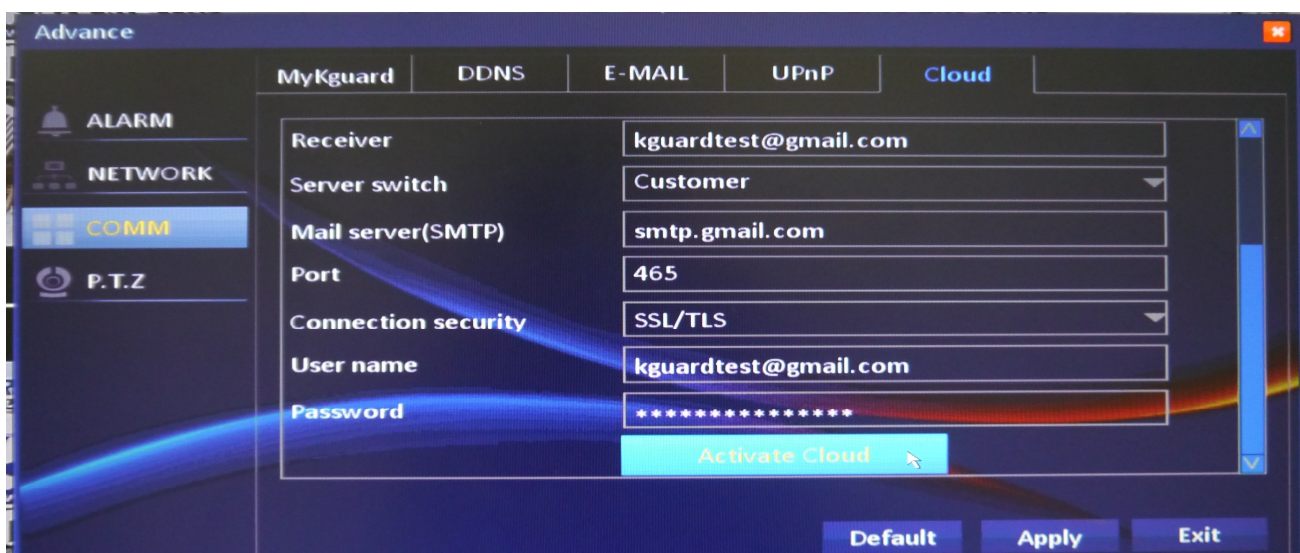 Advance
MyKguard DDNS E-MAIL UPnP Cloud
ALARM
NETWORK
COMM
P.T.Z
Receiver kguardtest@gmail.com
Server switch Customer
Mail server(SMTP) smtp.gmail.com
Port 465
Connection security SSL/TLS
User name kguardtest@gmail.com
Password ***************
Activate Cloud
Default Apply Exit